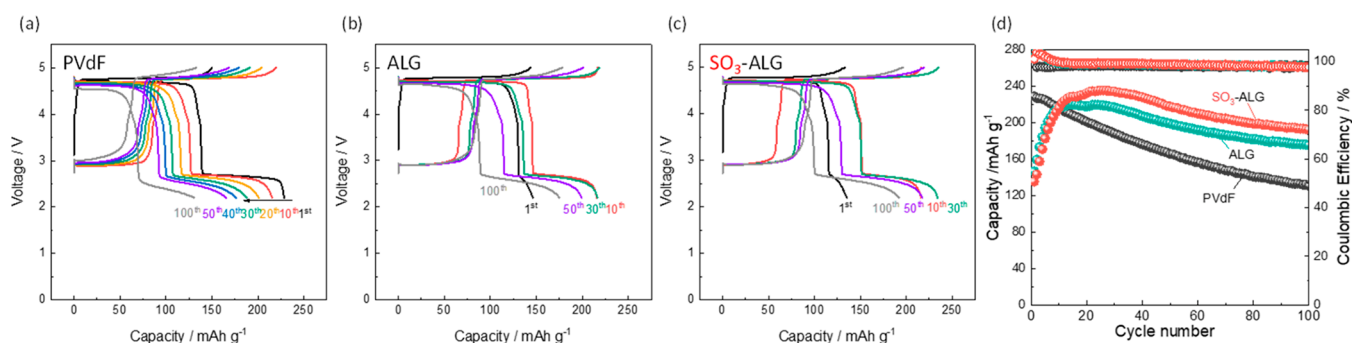 (a)
PVdF
Voltage / V
5
4
3
2
1
0
100th 50th 40th 30th 20th 10th 1st
0 50 100 150 200 250
Capacity / mAh g-1
(b)
ALG
Voltage / V
5
4
3
2
1
0
100th
1st 50th 30th 10th
0 50 100 150 200 250
Capacity / mAh g-1
(c)
SO3-ALG
Voltage / V
5
4
3
2
1
0
1st 100th 50th 10th 30th
0 50 100 150 200 250
Capacity / mAh g-1
(d)
Capacity /mAh g-1
280
240
200
160
120
80
40
0
SO3-ALG
ALG
PVdF
100
80
60
40
20
0
Coulombic Efficiency / %
0 20 40 60 80 100
Cycle number